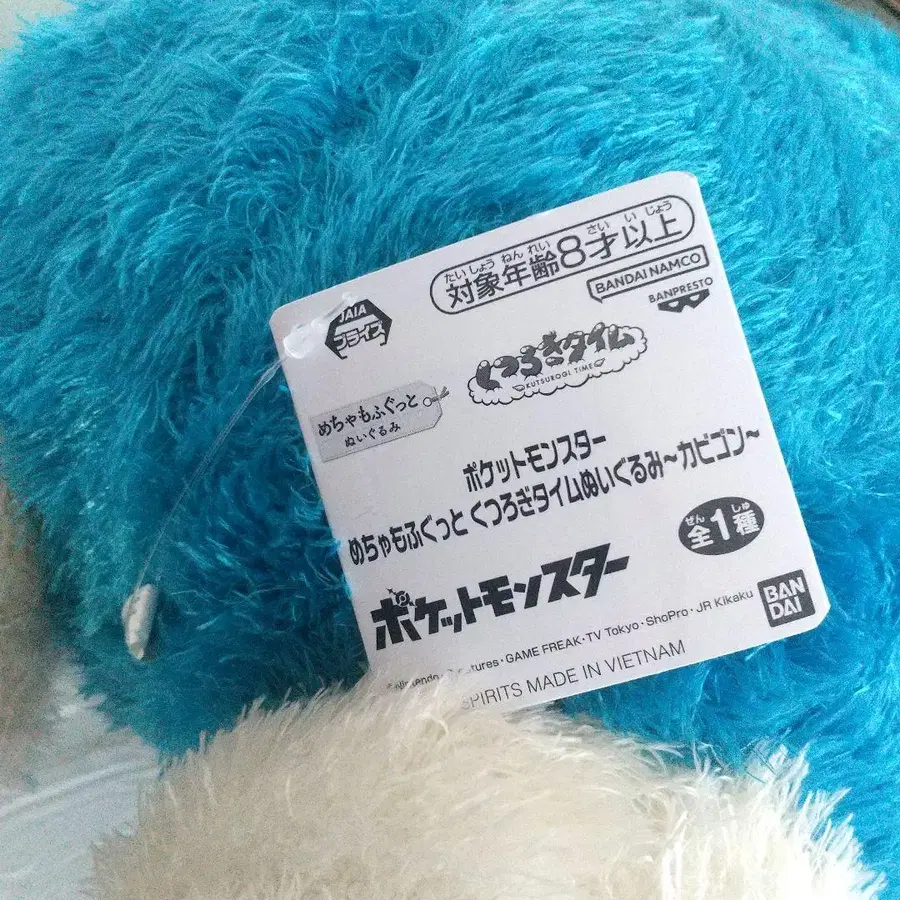 たいしょうねんれい さいいじょう
対象年齢8才以上
JAIA
プライズ
BANDAI NAMCO
BANPRESTO
くつろぎタイム
KUTSUROGI TIME
めちゃもふぐっと
ぬいぐるみ
ポケットモンスター
めちゃもふぐっと くつろぎタイムぬいぐるみ~カビゴン~
ぜん しゅ
全1種
ポケットモンスター
BAN
DAI
Nintendo・Creatures・GAME FREAK・TV Tokyo・ShoPro・JR Kikaku
SPIRITS MADE IN VIETNAM